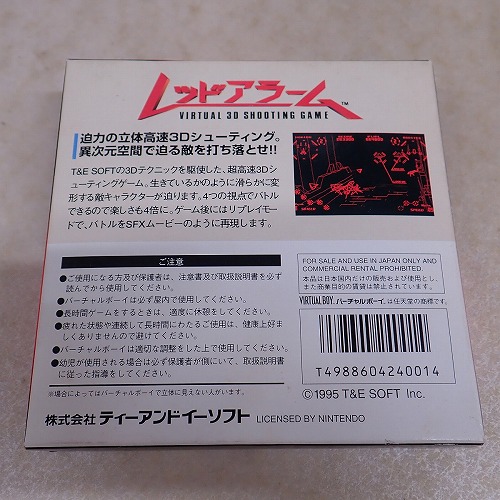 レッドアラーム™
VIRTUAL 3D SHOOTING GAME
迫力の立体高速3Dシューティング。
異次元空間で迫る敵を打ち落とせ!!
T&E SOFTの3Dテクニックを駆使した、超高速3Dシ
ューティングゲーム。生きているかのように滑らかに変
形する敵キャラクターが迫ります。4つの視点でバトル
できるので楽しさも4倍に。ゲーム後にはリプレイモー
ドで、バトルをSFXムービーのように再現します。
ご注意
●ご使用になる方及び保護者は、注意書及び取扱説明書を必ず
読んでから使用してください。
●バーチャルボーイは必ず屋内で使用してください。
●長時間ゲームをするときは、適度に休憩をしてください。
●疲れた状態や連続して長時間にわたるご使用は、健康上好ま
しくありませんので避けてください。
●バーチャルボーイは適切な調整をした上で使用してください。
●幼児が使用される場合は必ず保護者が側にいて、取扱説明書
に従った指導をしてください。
※場合によってはバーチャルボーイで立体に見えない人がいます。
株式会社 ティーアンドイーソフト LICENSED BY NINTENDO
FOR SALE AND USE IN JAPAN ONLY AND
COMMERCIAL RENTAL PROHIBITED.
本品は日本国内だけの販売および使用とし、
また商業目的の賃貸は禁止されています。
VIRTUAL BOY, バーチャルボーイ, は任天堂の商標です。
T4988604240014
©1995 T&E SOFT Inc.